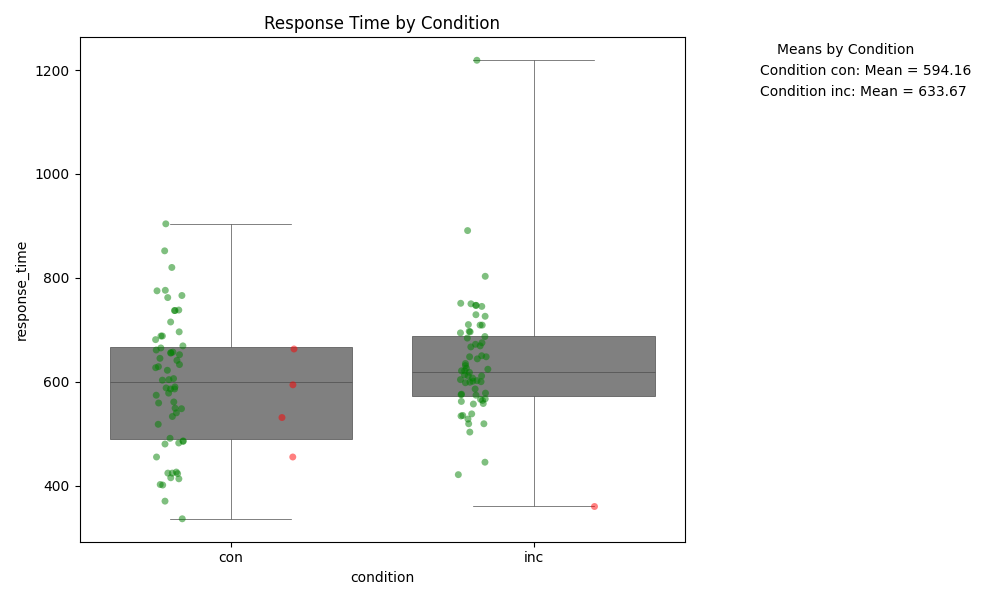 Response Time by Condition
Means by Condition
Condition con: Mean = 594.16
Condition inc: Mean = 633.67
1200
1000
800
600
400
response_time
con inc
condition